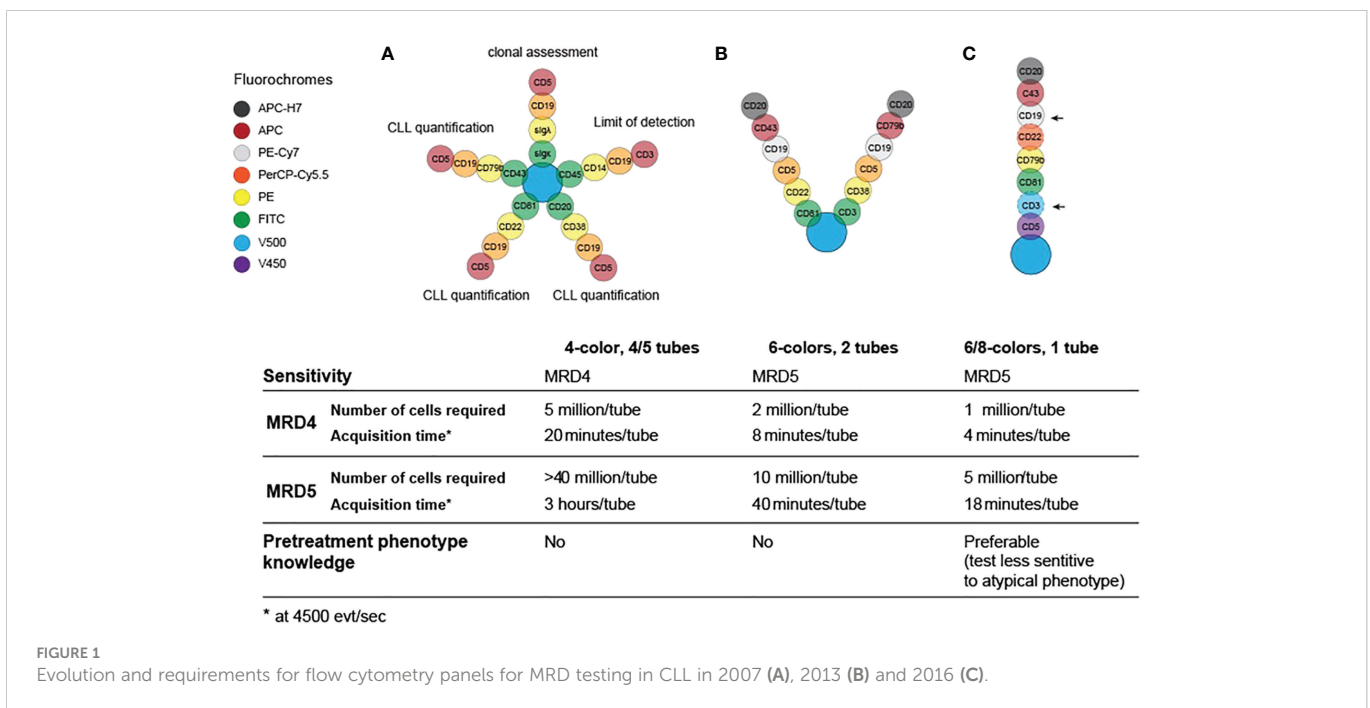 A
B
C
clonal assessment
Fluorochromes
APC-H7
APC
PE-Cy7
PerCP-Cy5.5
PE
FITC
V500
V450
CLL quantification
Limit of detection
CD5
CD19
sIgλ
sIgκ
CD5 CD19 CD79b CD43
CD45 CD14 CD19 CD3
CD81
CD22
CD19
CD5
CD20
CD38
CD19
CD5
CLL quantification
CLL quantification
CD20
CD43
CD19
CD5
CD22
CD81
CD20
CD79b
CD19
CD5
CD38
CD3
CD20
C43
CD19
CD22
CD79b
CD81
CD3
CD5
4-color, 4/5 tubes 6-colors, 2 tubes 6/8-colors, 1 tube
Sensitivity MRD4 MRD5 MRD5
MRD4
Number of cells required 5 million/tube 2 million/tube 1 million/tube
Acquisition time* 20 minutes/tube 8 minutes/tube 4 minutes/tube
MRD5
Number of cells required >40 million/tube 10 million/tube 5 million/tube
Acquisition time* 3 hours/tube 40 minutes/tube 18 minutes/tube
Pretreatment phenotype No No Preferable
knowledge (test less sentitive
to atypical phenotype)
* at 4500 evt/sec
FIGURE 1
Evolution and requirements for flow cytometry panels for MRD testing in CLL in 2007 (A), 2013 (B) and 2016 (C).